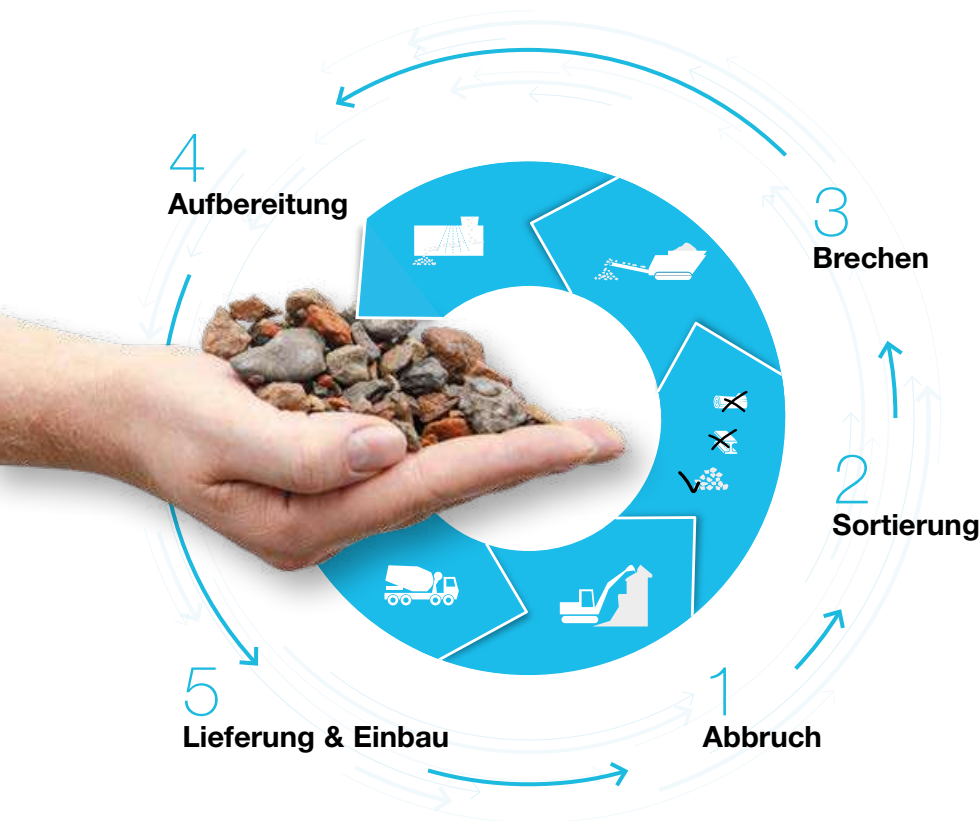 4
Aufbereitung
3
Brechen
2
Sortierung
5
Lieferung & Einbau
1
Abbruch